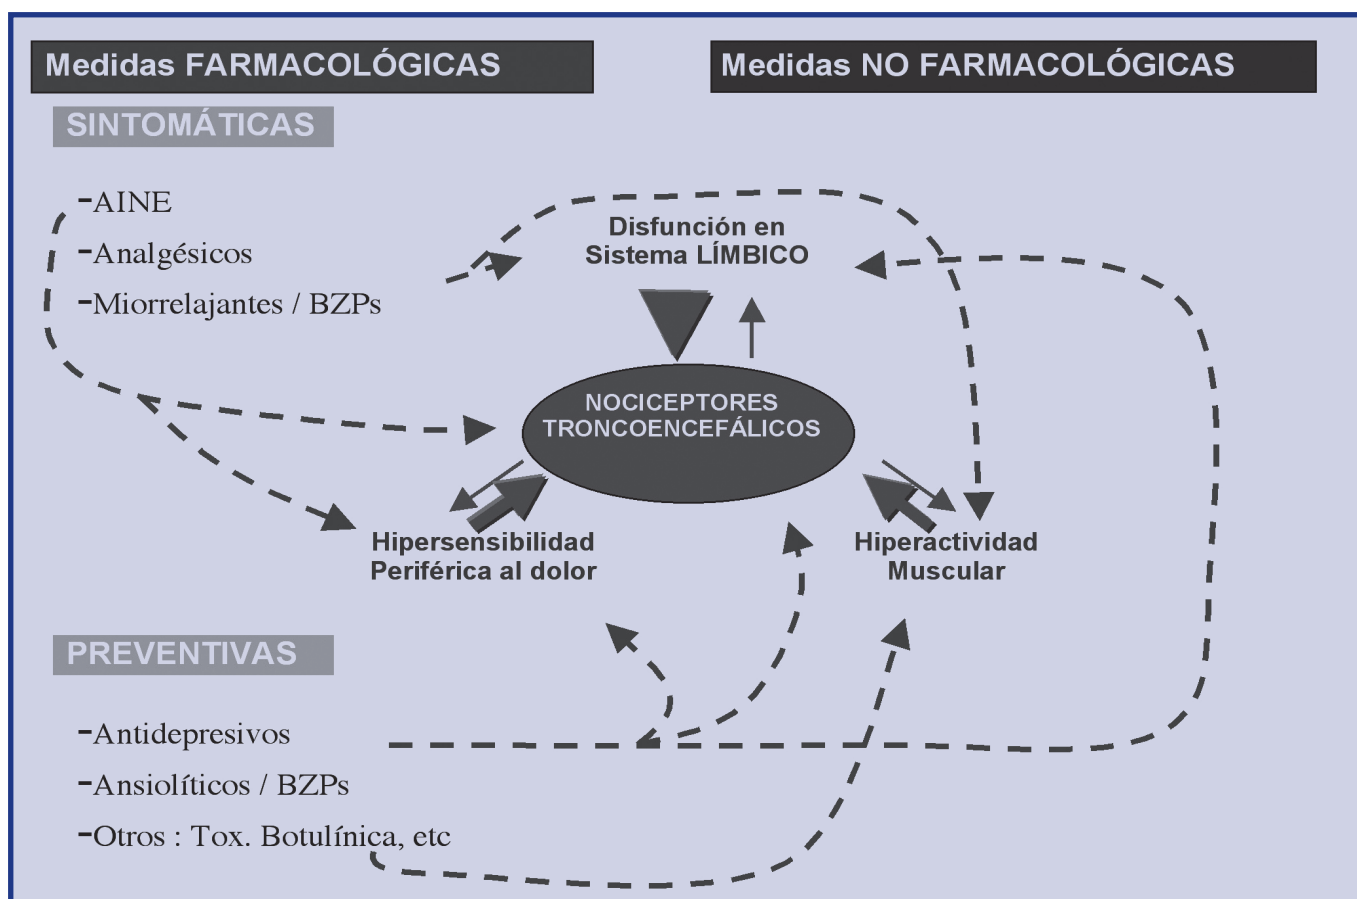 Medidas FARMACOLÓGICAS
Medidas NO FARMACOLÓGICAS
SINTOMÁTICAS
-AINE
-Analgésicos
-Miorrelajantes / BZPs
Disfunción en
Sistema LÍMBICO
NOCICEPTORES
TRONCOENCEFÁLICOS
Hipersensibilidad
Periférica al dolor
Hiperactividad
Muscular
PREVENTIVAS
-Antidepresivos
-Ansiolíticos / BZPs
-Otros : Tox. Botulínica, etc